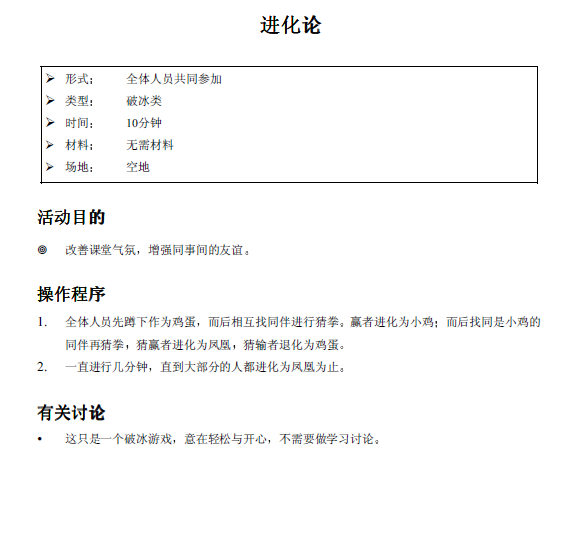 进化论
➢ 形式： 全体人员共同参加
➢ 类型： 破冰类
➢ 时间： 10分钟
➢ 材料： 无需材料
➢ 场地： 空地
活动目的
改善课堂气氛，增强同事间的友谊。
操作程序
1. 全体人员先蹲下作为鸡蛋，而后相互找同伴进行猜拳。赢者进化为小鸡；而后找同是小鸡的
同伴再猜拳，猜赢者进化为凤凰，猜输者退化为鸡蛋。
2. 一直进行几分钟，直到大部分的人都进化为凤凰为止。
有关讨论
• 这只是一个破冰游戏，意在轻松与开心，不需要做学习讨论。